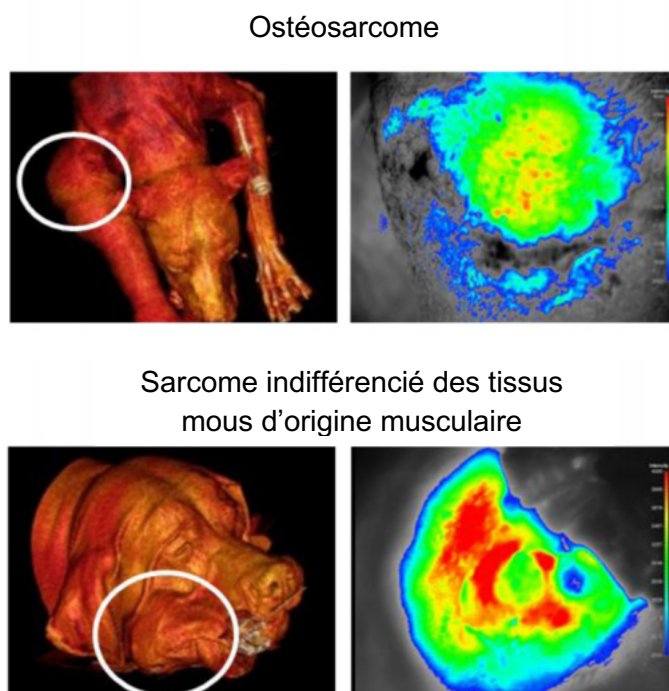 Ostéosarcome
Sarcome indifférencié des tissus
mous d’origine musculaire